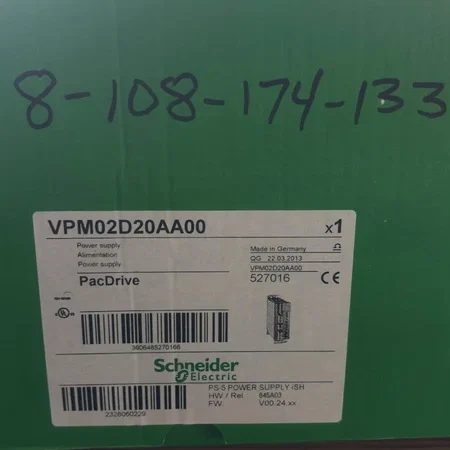 8-108-174-133
VPM02D20AA00 x1
Power supply
Alimentation
Power supply
Made in Germany
QG 22.03.2013
VPM02D20AA00
PacDrive 527016
CE
3606485270166
Schneider
Electric
PS-5 POWER SUPPLY iSH
HW / Rel. 845A03
FW. V00.24.xx
2328060229